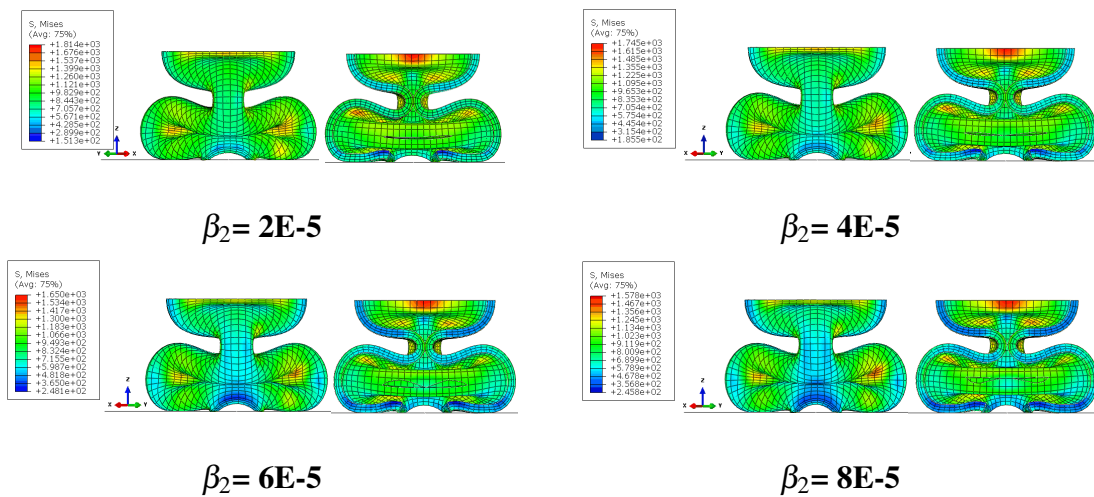 S, Mises
(Avg: 75%)
+1.814e+03
+1.676e+03
+1.537e+03
+1.399e+03
+1.260e+03
+1.121e+03
+9.829e+02
+8.443e+02
+7.057e+02
+5.671e+02
+4.285e+02
+2.899e+02
+1.513e+02
Z
Y
X
β₂= 2E-5
S, Mises
(Avg: 75%)
+1.745e+03
+1.615e+03
+1.485e+03
+1.355e+03
+1.225e+03
+1.095e+03
+9.653e+02
+8.353e+02
+7.054e+02
+5.754e+02
+4.454e+02
+3.154e+02
+1.855e+02
Z
X
Y
β₂= 4E-5
S, Mises
(Avg: 75%)
+1.650e+03
+1.534e+03
+1.417e+03
+1.300e+03
+1.183e+03
+1.066e+03
+9.493e+02
+8.324e+02
+7.155e+02
+5.987e+02
+4.818e+02
+3.650e+02
+2.481e+02
Z
X
Y
β₂= 6E-5
S, Mises
(Avg: 75%)
+1.578e+03
+1.467e+03
+1.356e+03
+1.245e+03
+1.134e+03
+1.023e+03
+9.119e+02
+8.009e+02
+6.899e+02
+5.789e+02
+4.678e+02
+3.568e+02
+2.458e+02
Z
X
Y
β₂= 8E-5